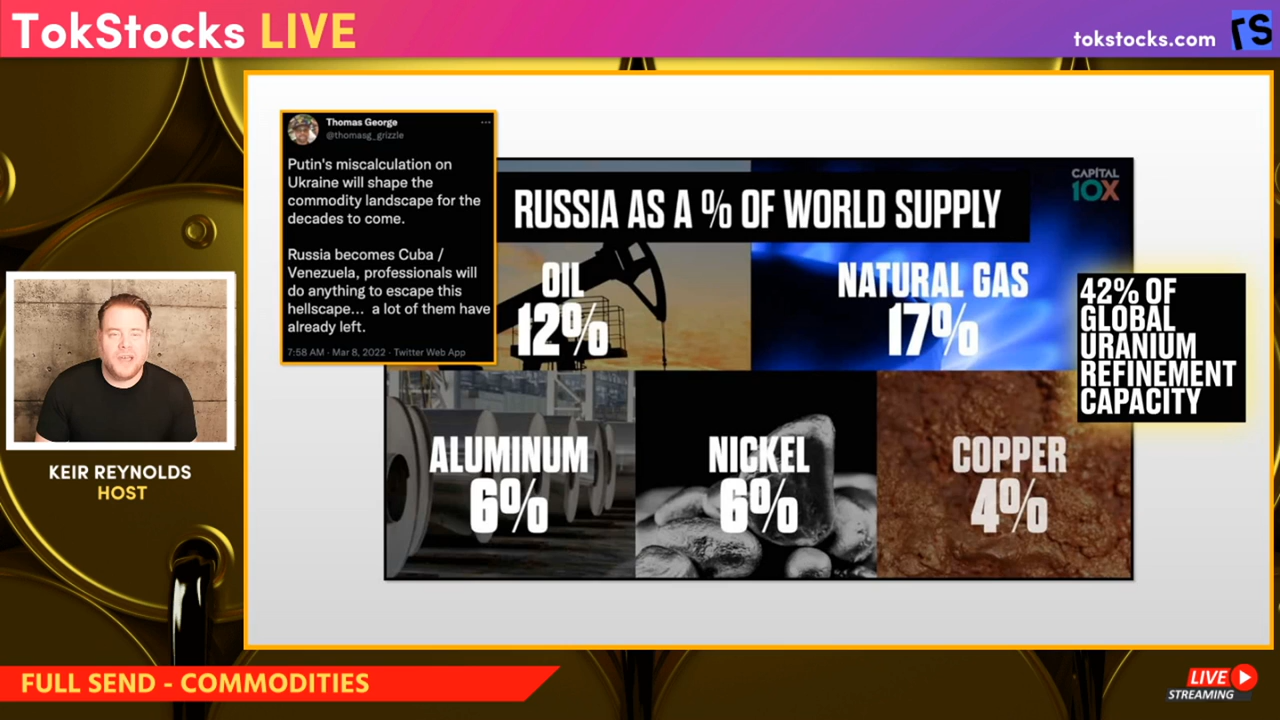 TokStocks LIVE
tokstocks.com
TS
Thomas George
@thomasg_grizzle
Putin's miscalculation on
Ukraine will shape the
commodity landscape for the
decades to come.
Russia becomes Cuba /
Venezuela, professionals will
do anything to escape this
hellscape... a lot of them have
already left.
7:58 AM · Mar 8, 2022 · Twitter Web App
CAPITAL
10X
RUSSIA AS A % OF WORLD SUPPLY
OIL
12%
NATURAL GAS
17%
42% OF
GLOBAL
URANIUM
REFINEMENT
CAPACITY
ALUMINUM
6%
NICKEL
6%
COPPER
4%
KEIR REYNOLDS
HOST
FULL SEND - COMMODITIES
LIVE
STREAMING